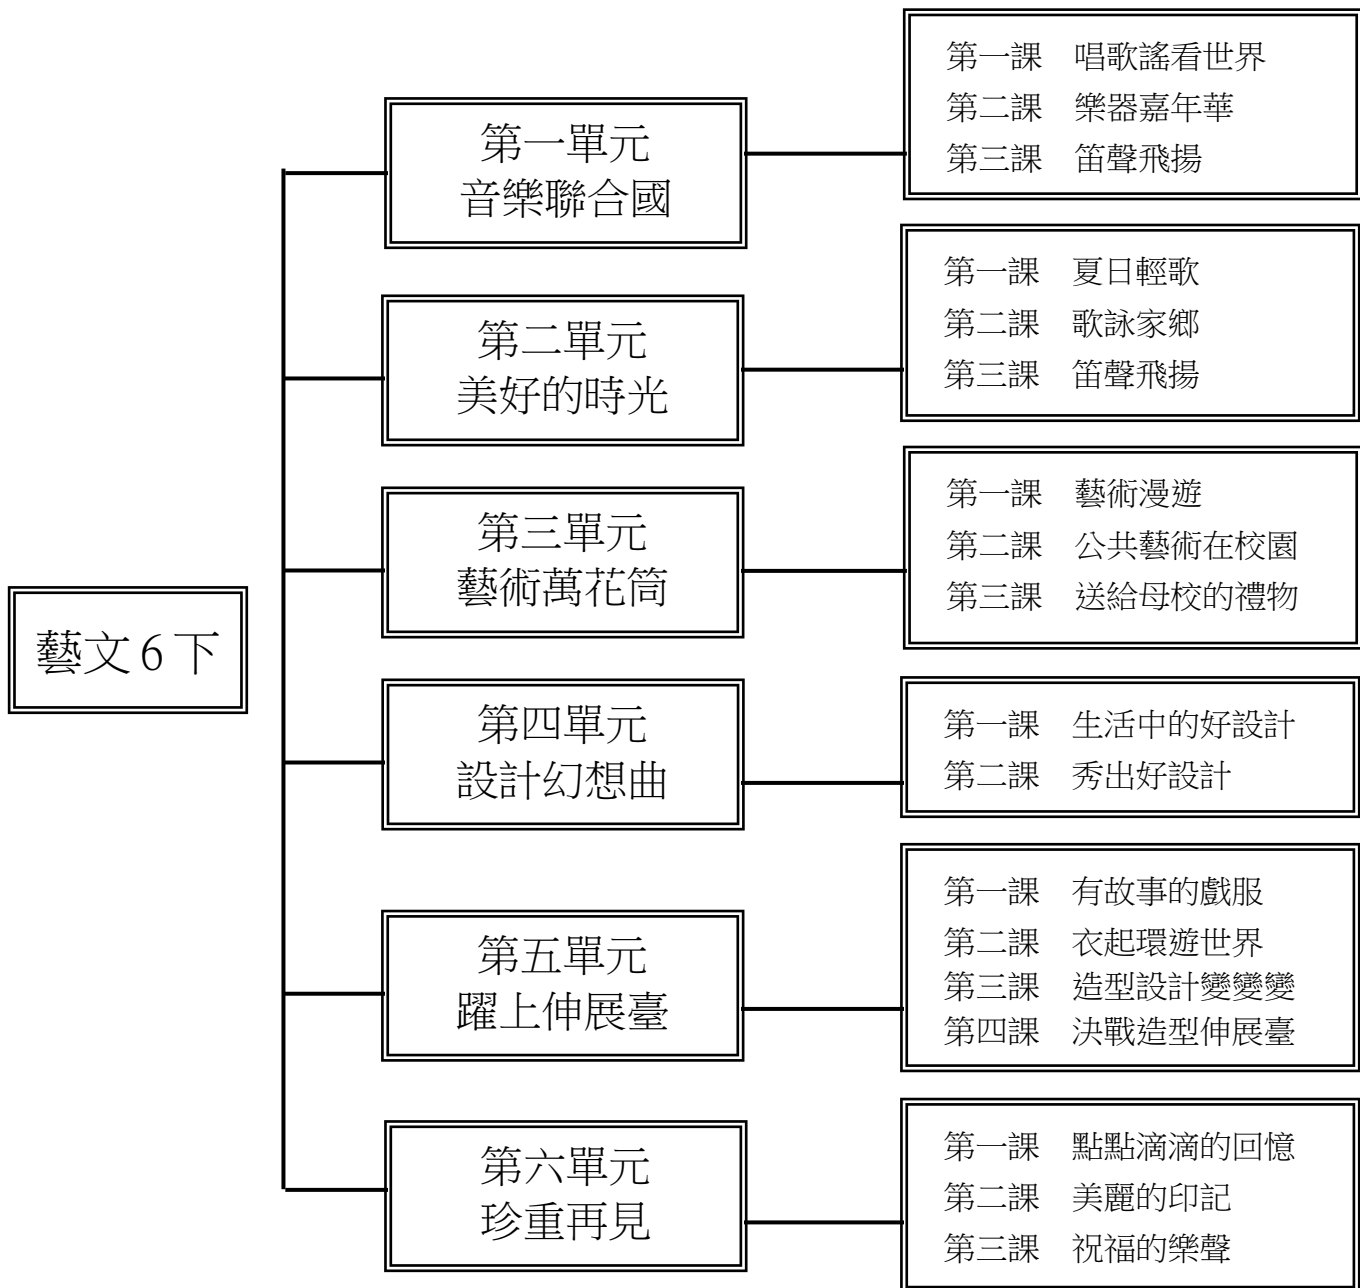 藝文6下
第一單元
音樂聯合國
第一課 唱歌謠看世界
第二課 樂器嘉年華
第三課 笛聲飛揚
第二單元
美好的時光
第一課 夏日輕歌
第二課 歌詠家鄉
第三課 笛聲飛揚
第三單元
藝術萬花筒
第一課 藝術漫遊
第二課 公共藝術在校園
第三課 送給母校的禮物
第四單元
設計幻想曲
第一課 生活中的好設計
第二課 秀出好設計
第五單元
躍上伸展臺
第一課 有故事的戲服
第二課 衣起環遊世界
第三課 造型設計變變變
第四課 決戰造型伸展臺
第六單元
珍重再見
第一課 點點滴滴的回憶
第二課 美麗的印記
第三課 祝福的樂聲